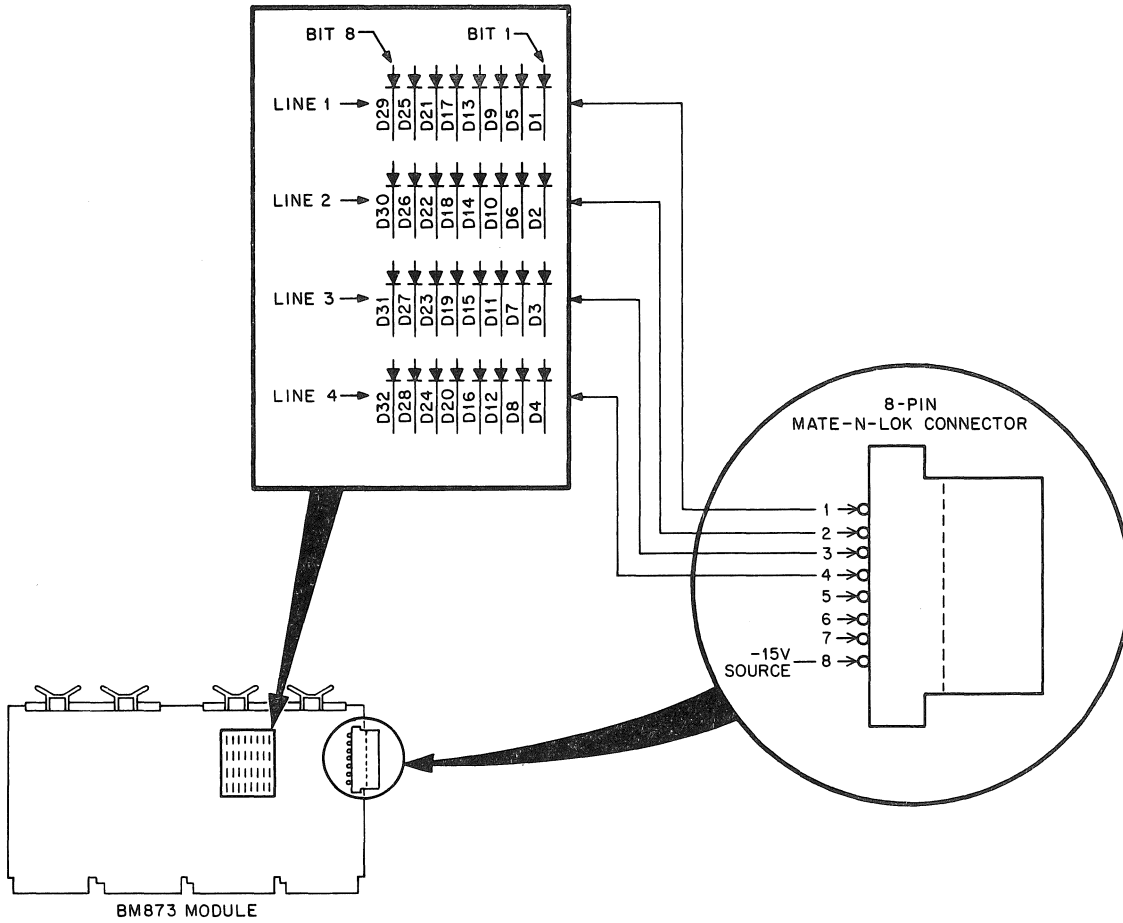 BIT 8 BIT 1
LINE 1
D29 D25 D21 D17 D13 D9 D5 D1
LINE 2
D30 D26 D22 D18 D14 D10 D6 D2
LINE 3
D31 D27 D23 D19 D15 D11 D7 D3
LINE 4
D32 D28 D24 D20 D16 D12 D8 D4
8-PIN
MATE-N-LOK CONNECTOR
1
2
3
4
5
6
7
-15V
SOURCE 8
BM873 MODULE